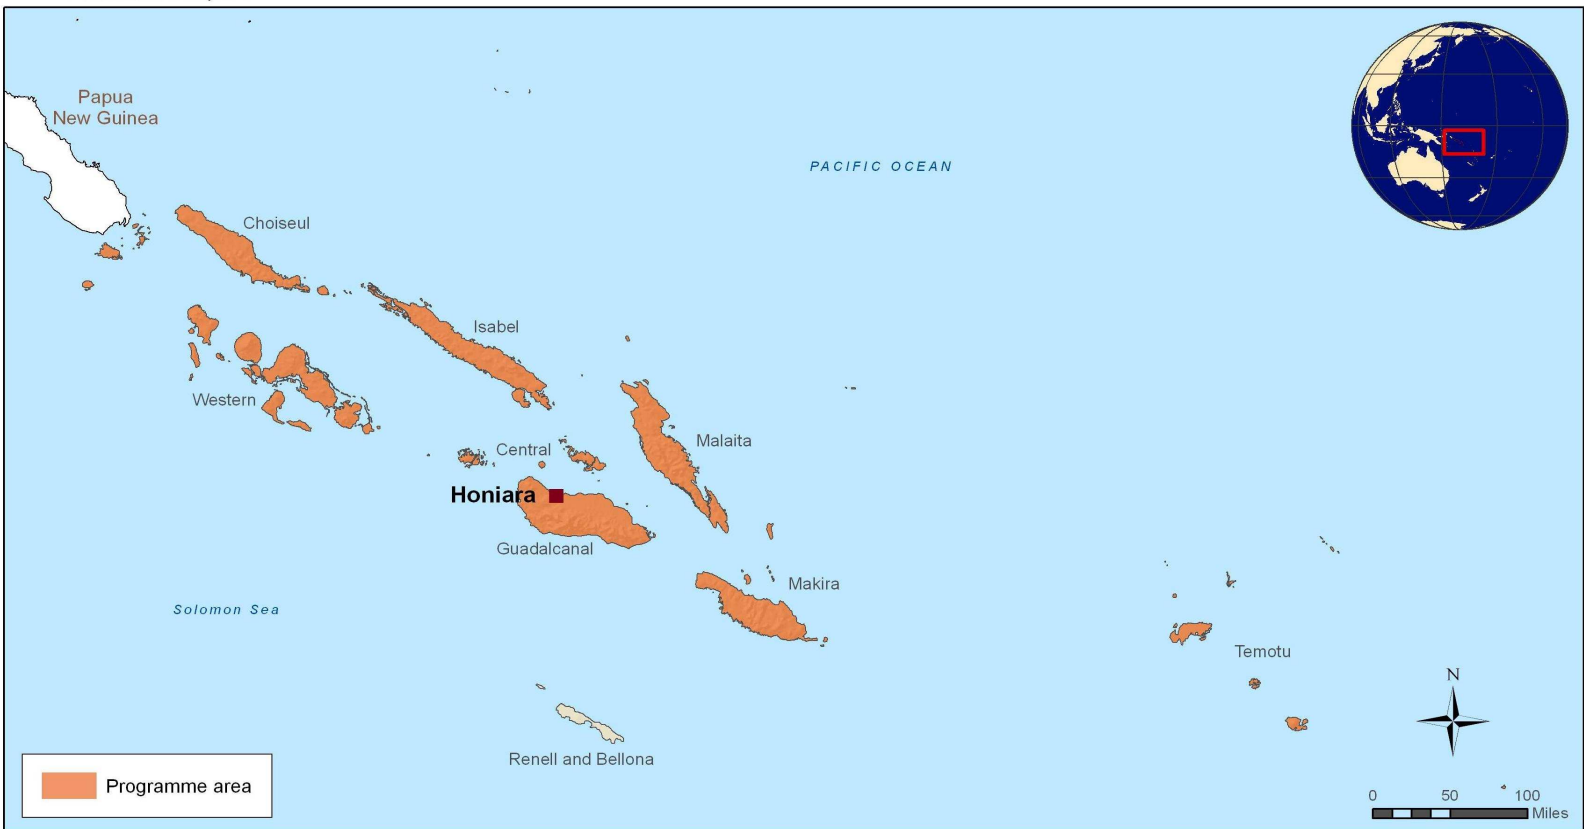 Papua
New Guinea
PACIFIC OCEAN
Choiseul
Isabel
Western
Malaita
Central
Honiara
Guadalcanal
Makira
Solomon Sea
Temotu
N
Renell and Bellona
Programme area
0 50 100
Miles